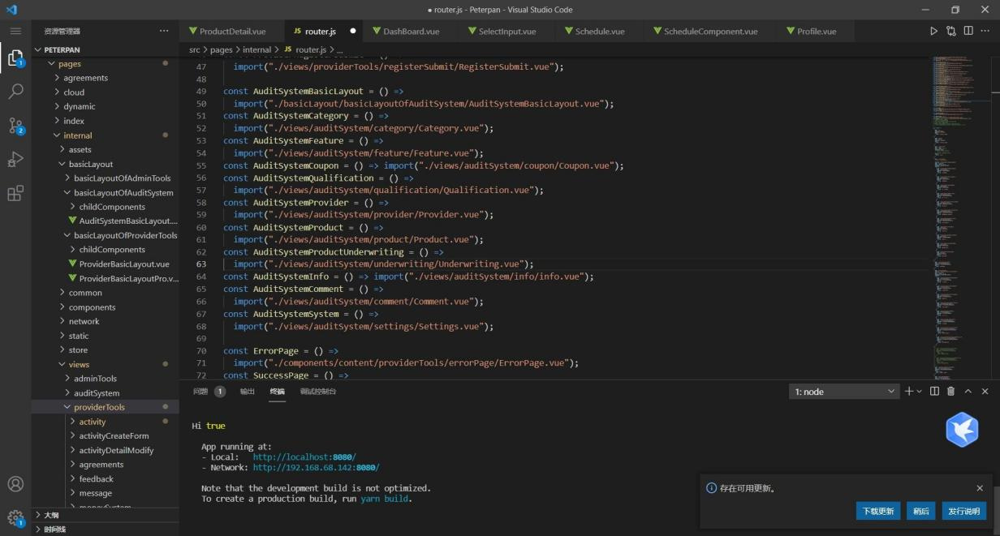 ● router.js - Peterpan - Visual Studio Code
资源管理器
ProductDetail.vue
JS router.js ●
DashBoard.vue
SelectInput.vue
Schedule.vue
ScheduleComponent.vue
Profile.vue
PETERPAN
pages
agreements
cloud
dynamic
index
internal
assets
basicLayout
basicLayoutOfAdminTools
basicLayoutOfAuditSystem
childComponents
AuditSystemBasicLayout....
basicLayoutOfProviderTools
childComponents
ProviderBasicLayout.vue
ProviderBasicLayoutPro.v...
common
components
network
static
store
views
adminTools
auditSystem
providerTools
activity
activityCreateForm
activityDetailModify
agreements
feedback
message
大纲
时间线
1
2
1
src > pages > internal > JS router.js > ...
47 import("./views/providerTools/registerSubmit/RegisterSubmit.vue");
48
49 const AuditSystemBasicLayout = () =>
50 import("./basicLayout/basicLayoutOfAuditSystem/AuditSystemBasicLayout.vue");
51 const AuditSystemCategory = () =>
52 import("./views/auditSystem/category/Category.vue");
53 const AuditSystemFeature = () =>
54 import("./views/auditSystem/feature/Feature.vue");
55 const AuditSystemCoupon = () => import("./views/auditSystem/coupon/Coupon.vue");
56 const AuditSystemQualification = () =>
57 import("./views/auditSystem/qualification/Qualification.vue");
58 const AuditSystemProvider = () =>
59 import("./views/auditSystem/provider/Provider.vue");
60 const AuditSystemProduct = () =>
61 import("./views/auditSystem/product/Product.vue");
62 const AuditSystemProductUnderwriting = () =>
63 import("./views/auditSystem/underwriting/Underwriting.vue");
64 const AuditSystemInfo = () => import("./views/auditSystem/info/info.vue");
65 const AuditSystemComment = () =>
66 import("./views/auditSystem/comment/Comment.vue");
67 const AuditSystemSystem = () =>
68 import("./views/auditSystem/settings/Settings.vue");
69
70 const ErrorPage = () =>
71 import("./components/content/providerTools/errorPage/ErrorPage.vue");
72 const SuccessPage = () =>
问题 1 输出 终端 调试控制台
1: node
Hi true
App running at:
- Local: http://localhost:8080/
- Network: http://192.168.68.142:8080/
Note that the development build is not optimized.
To create a production build, run yarn build.
存在可用更新。
下载更新 稍后 发行说明